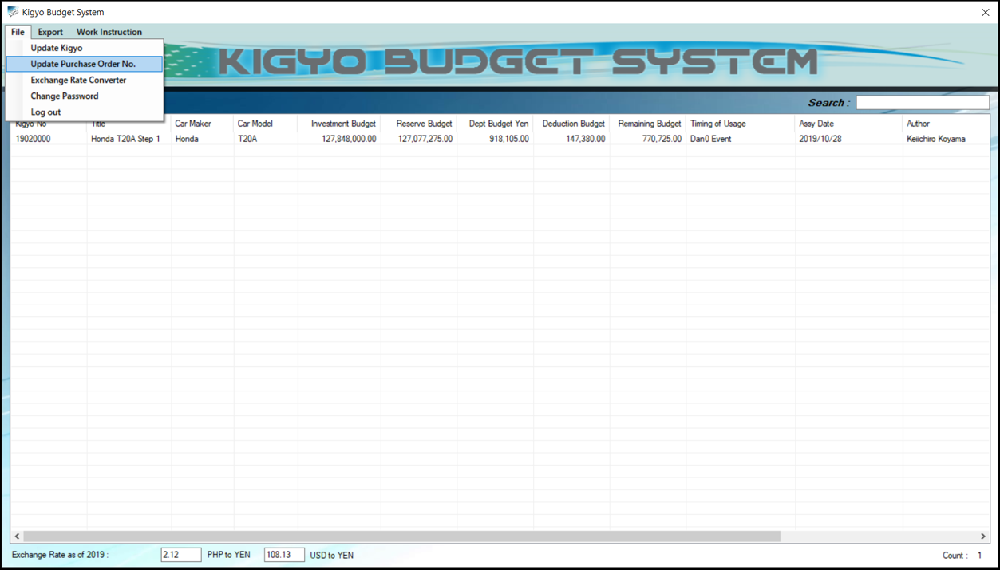 Kigyo Budget System
File Export Work Instruction
Update Kigyo
Update Purchase Order No.
Exchange Rate Converter
Change Password
Log out
KIGYO BUDGET SYSTEM
Search :
Kigyo No Title Car Maker Car Model Investment Budget Reserve Budget Dept Budget Yen Deduction Budget Remaining Budget Timing of Usage Assy Date Author
19020000 Honda T20A Step 1 Honda T20A 127,848,000.00 127,077,275.00 918,105.00 147,380.00 770,725.00 Dan0 Event 2019/10/28 Keiichiro Koyama
Exchange Rate as of 2019 : 2.12 PHP to YEN 108.13 USD to YEN Count : 1